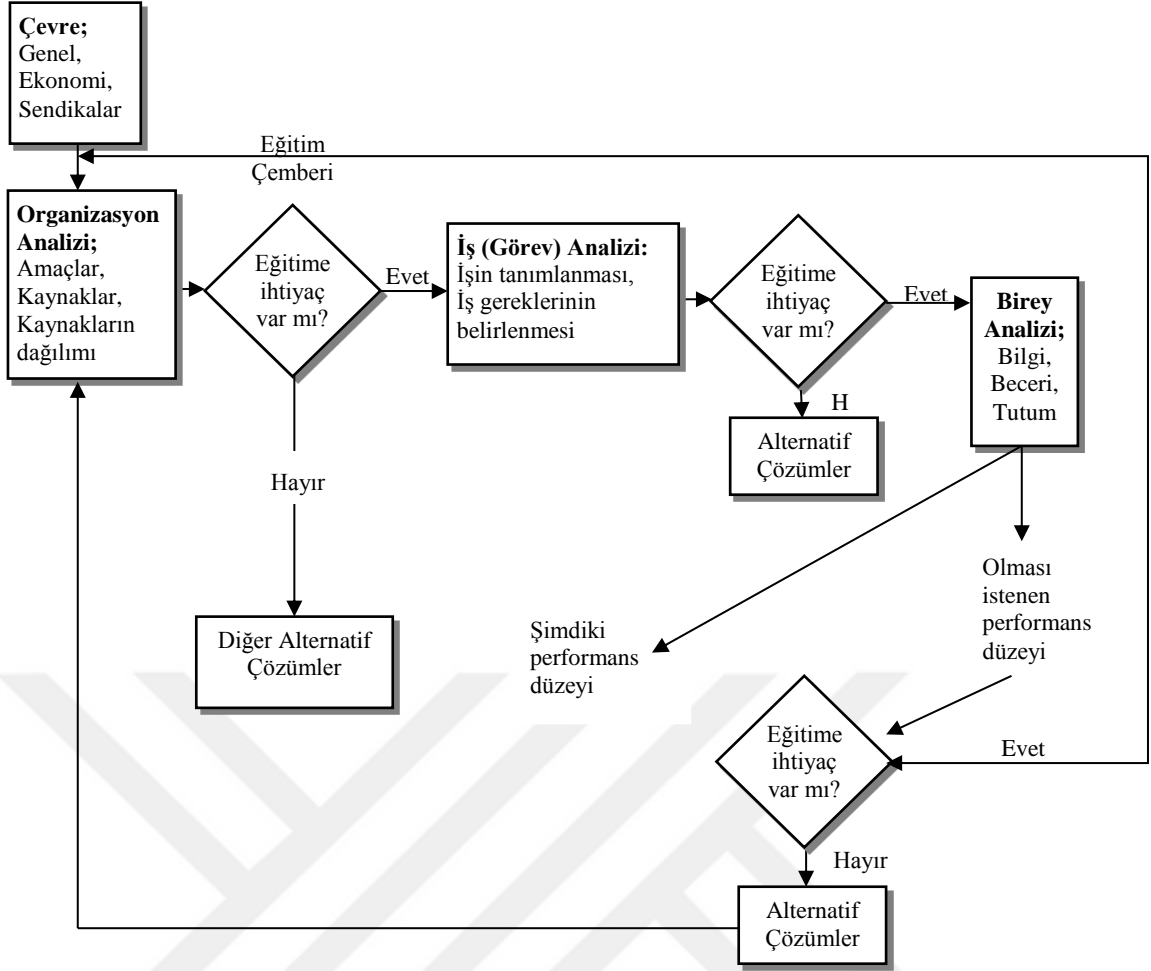 Çevre;
Genel,
Ekonomi,
Sendikalar
Eğitim
Çemberi
Organizasyon
Analizi;
Amaçlar,
Kaynaklar,
Kaynakların
dağılımı
Eğitime
ihtiyaç
var mı?
Evet
İş (Görev) Analizi:
İşin tanımlanması,
İş gereklerinin
belirlenmesi
Eğitime
ihtiyaç
var mı?
Evet
Birey
Analizi;
Bilgi,
Beceri,
Tutum
H
Alternatif
Çözümler
Hayır
Diğer Alternatif
Çözümler
Şimdiki
performans
düzeyi
Olması
istenen
performans
düzeyi
Eğitime
ihtiyaç
var mı?
Evet
Hayır
Alternatif
Çözümler